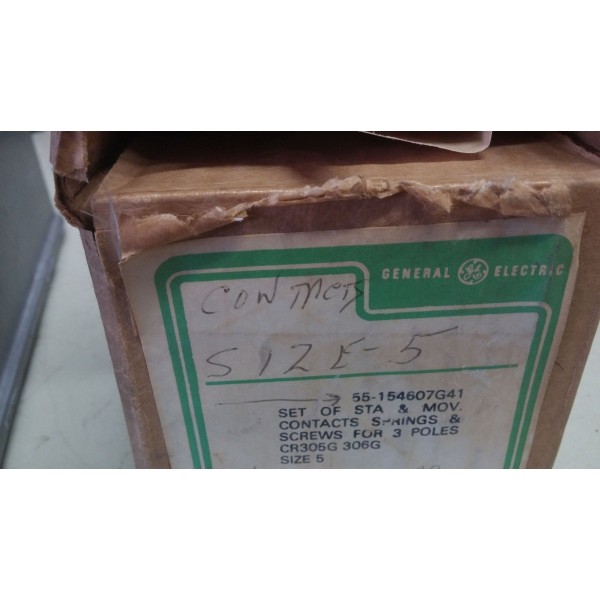 GENERAL GE ELECTRIC
CONTACTS
SIZE-5
55-154607G41
SET OF STA & MOV.
CONTACTS SPRINGS &
SCREWS FOR 3 POLES
CR305G 306G
SIZE 5